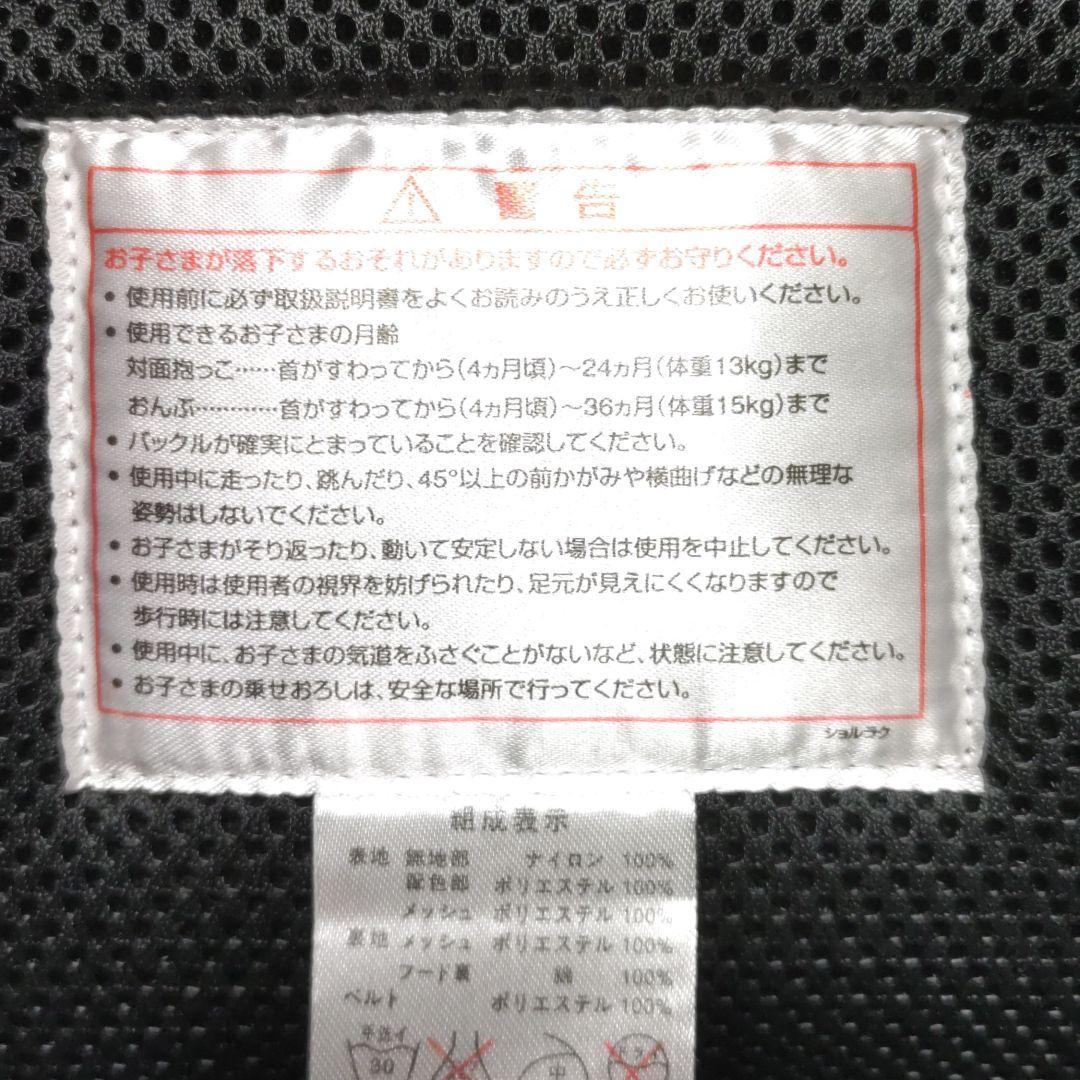 ⚠ 警告
お子さまが落下するおそれがありますので必ずお守りください。
• 使用前に必ず取扱説明書をよくお読みのうえ正しくお使いください。
• 使用できるお子さまの月齢
対面抱っこ……首がすわってから(4ヵ月頃)〜24ヵ月(体重13kg)まで
おんぶ…………首がすわってから(4ヵ月頃)〜36ヵ月(体重15kg)まで
• バックルが確実にとまっていることを確認してください。
• 使用中に走ったり、跳んだり、45°以上の前かがみや横曲げなどの無理な
姿勢はしないでください。
• お子さまがそり返ったり、動いて安定しない場合は使用を中止してください。
• 使用時は使用者の視界を妨げられたり、足元が見えにくくなりますので
歩行時には注意してください。
• 使用中に、お子さまの気道をふさぐことがないなど、状態に注意してください。
• お子さまの乗せおろしは、安全な場所で行ってください。
ショルラク
組成表示
表地 無地部 ナイロン 100%
配色部 ポリエステル 100%
メッシュ ポリエステル 100%
裏地 メッシュ ポリエステル 100%
フード裏 綿 100%
ベルト ポリエステル 100%
手洗イ
30
中